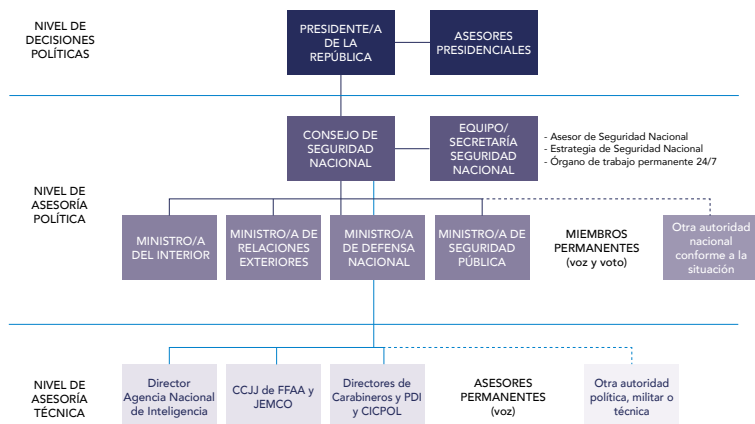 NIVEL DE
DECISIONES
POLÍTICAS
PRESIDENTE/A
DE LA
REPÚBLICA
ASESORES
PRESIDENCIALES
NIVEL DE
ASESORÍA
POLÍTICA
CONSEJO DE
SEGURIDAD
NACIONAL
EQUIPO/
SECRETARÍA
SEGURIDAD
NACIONAL
- Asesor de Seguridad Nacional
- Estrategia de Seguridad Nacional
- Órgano de trabajo permanente 24/7
MINISTRO/A
DEL INTERIOR
MINISTRO/A DE
RELACIONES
EXTERIORES
MINISTRO/A
DE DEFENSA
NACIONAL
MINISTRO/A DE
SEGURIDAD
PÚBLICA
MIEMBROS
PERMANENTES
(voz y voto)
Otra autoridad
nacional
conforme a la
situación
NIVEL DE
ASESORÍA
TÉCNICA
Director
Agencia Nacional
de Inteligencia
CCJJ de FFAA y
JEMCO
Directores de
Carabineros y PDI
y CICPOL
ASESORES
PERMANENTES
(voz)
Otra autoridad
política, militar o
técnica